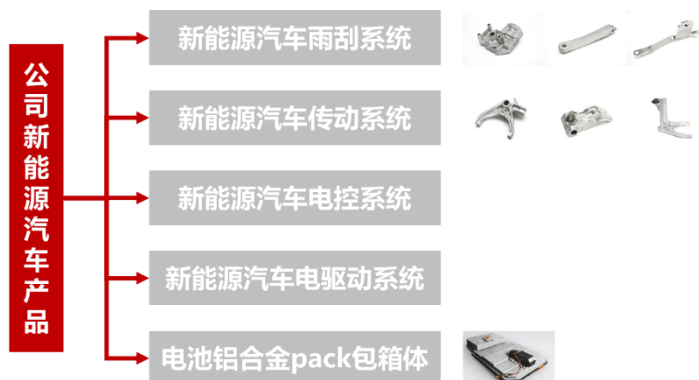 公司新能源汽车产品
新能源汽车雨刮系统
新能源汽车传动系统
新能源汽车电控系统
新能源汽车电驱动系统
电池铝合金pack包箱体